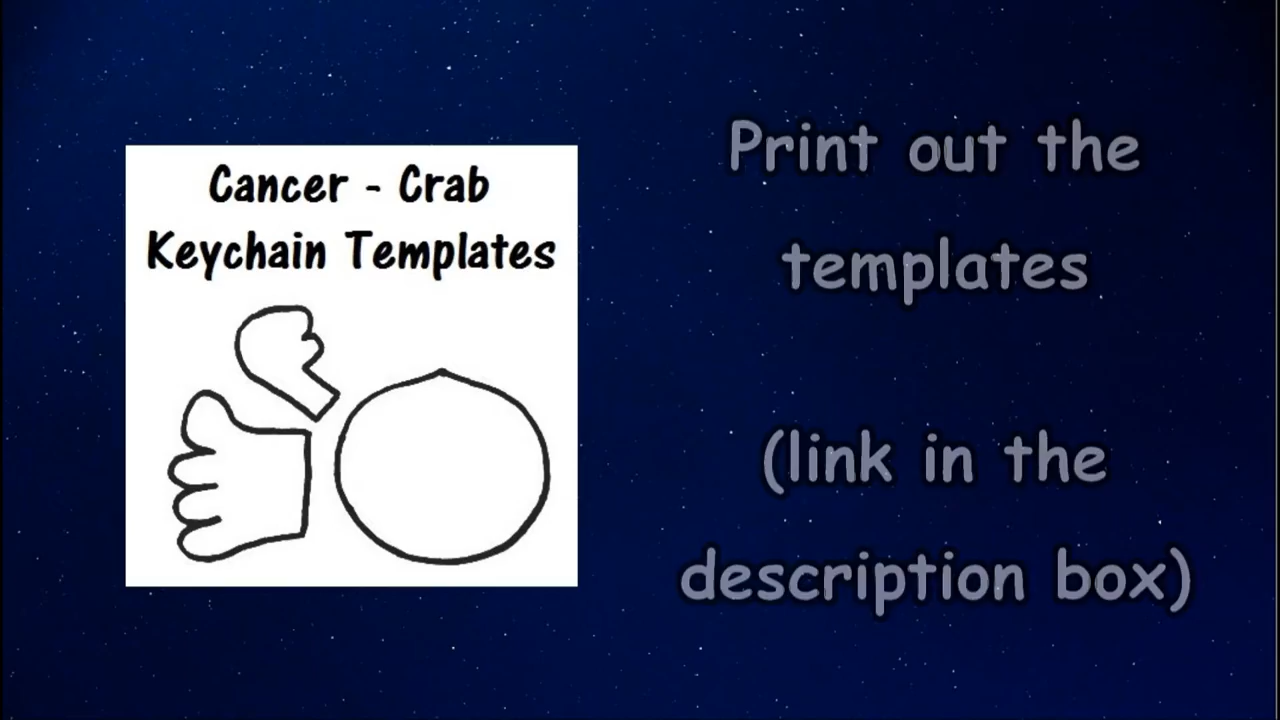 Cancer - Crab
Keychain Templates
Print out the
templates
(link in the
description box)